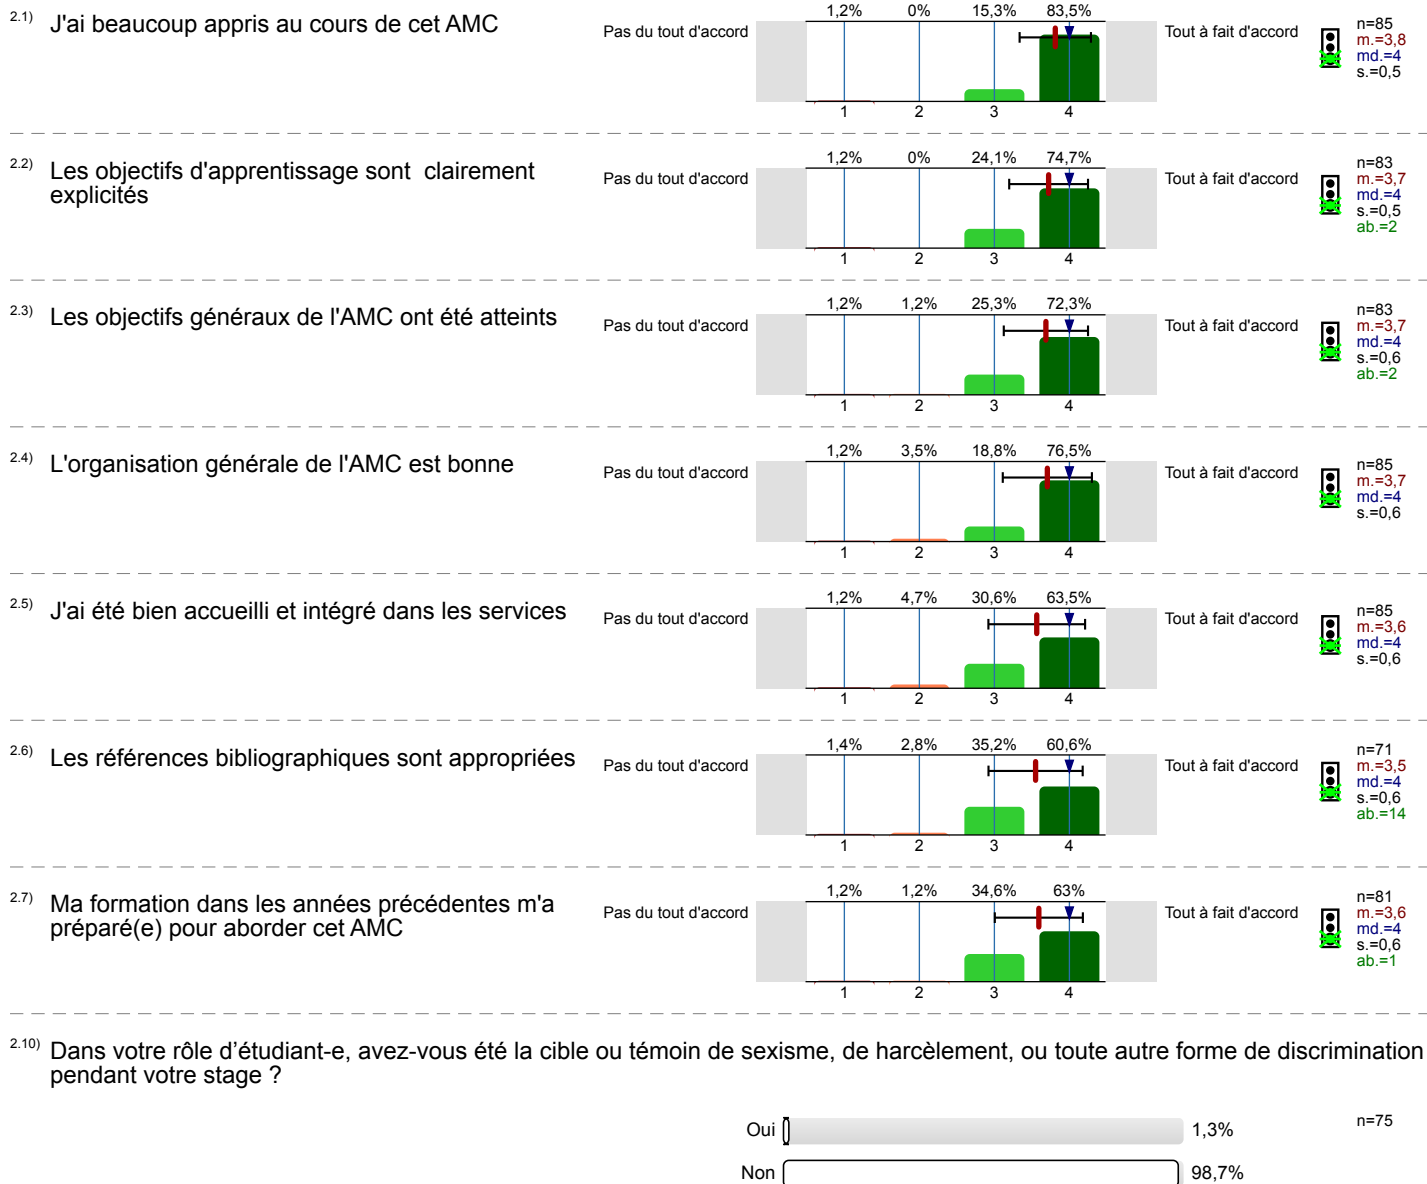 2.1) J'ai beaucoup appris au cours de cet AMC
1,2% 0% 15,3% 83,5%
Pas du tout d'accord
Tout à fait d'accord
1 2 3 4
n=85
m.=3,8
md.=4
s.=0,5
2.2) Les objectifs d'apprentissage sont clairement
explicités
1,2% 0% 24,1% 74,7%
Pas du tout d'accord
Tout à fait d'accord
1 2 3 4
n=83
m.=3,7
md.=4
s.=0,5
ab.=2
2.3) Les objectifs généraux de l'AMC ont été atteints
1,2% 1,2% 25,3% 72,3%
Pas du tout d'accord
Tout à fait d'accord
1 2 3 4
n=83
m.=3,7
md.=4
s.=0,6
ab.=2
2.4) L'organisation générale de l'AMC est bonne
1,2% 3,5% 18,8% 76,5%
Pas du tout d'accord
Tout à fait d'accord
1 2 3 4
n=85
m.=3,7
md.=4
s.=0,6
2.5) J'ai été bien accueilli et intégré dans les services
1,2% 4,7% 30,6% 63,5%
Pas du tout d'accord
Tout à fait d'accord
1 2 3 4
n=85
m.=3,6
md.=4
s.=0,6
2.6) Les références bibliographiques sont appropriées
1,4% 2,8% 35,2% 60,6%
Pas du tout d'accord
Tout à fait d'accord
1 2 3 4
n=71
m.=3,5
md.=4
s.=0,6
ab.=14
2.7) Ma formation dans les années précédentes m'a
préparé(e) pour aborder cet AMC
1,2% 1,2% 34,6% 63%
Pas du tout d'accord
Tout à fait d'accord
1 2 3 4
n=81
m.=3,6
md.=4
s.=0,6
ab.=1
2.10) Dans votre rôle d'étudiant-e, avez-vous été la cible ou témoin de sexisme, de harcèlement, ou toute autre forme de discrimination
pendant votre stage ?
Oui 1,3% n=75
Non 98,7%